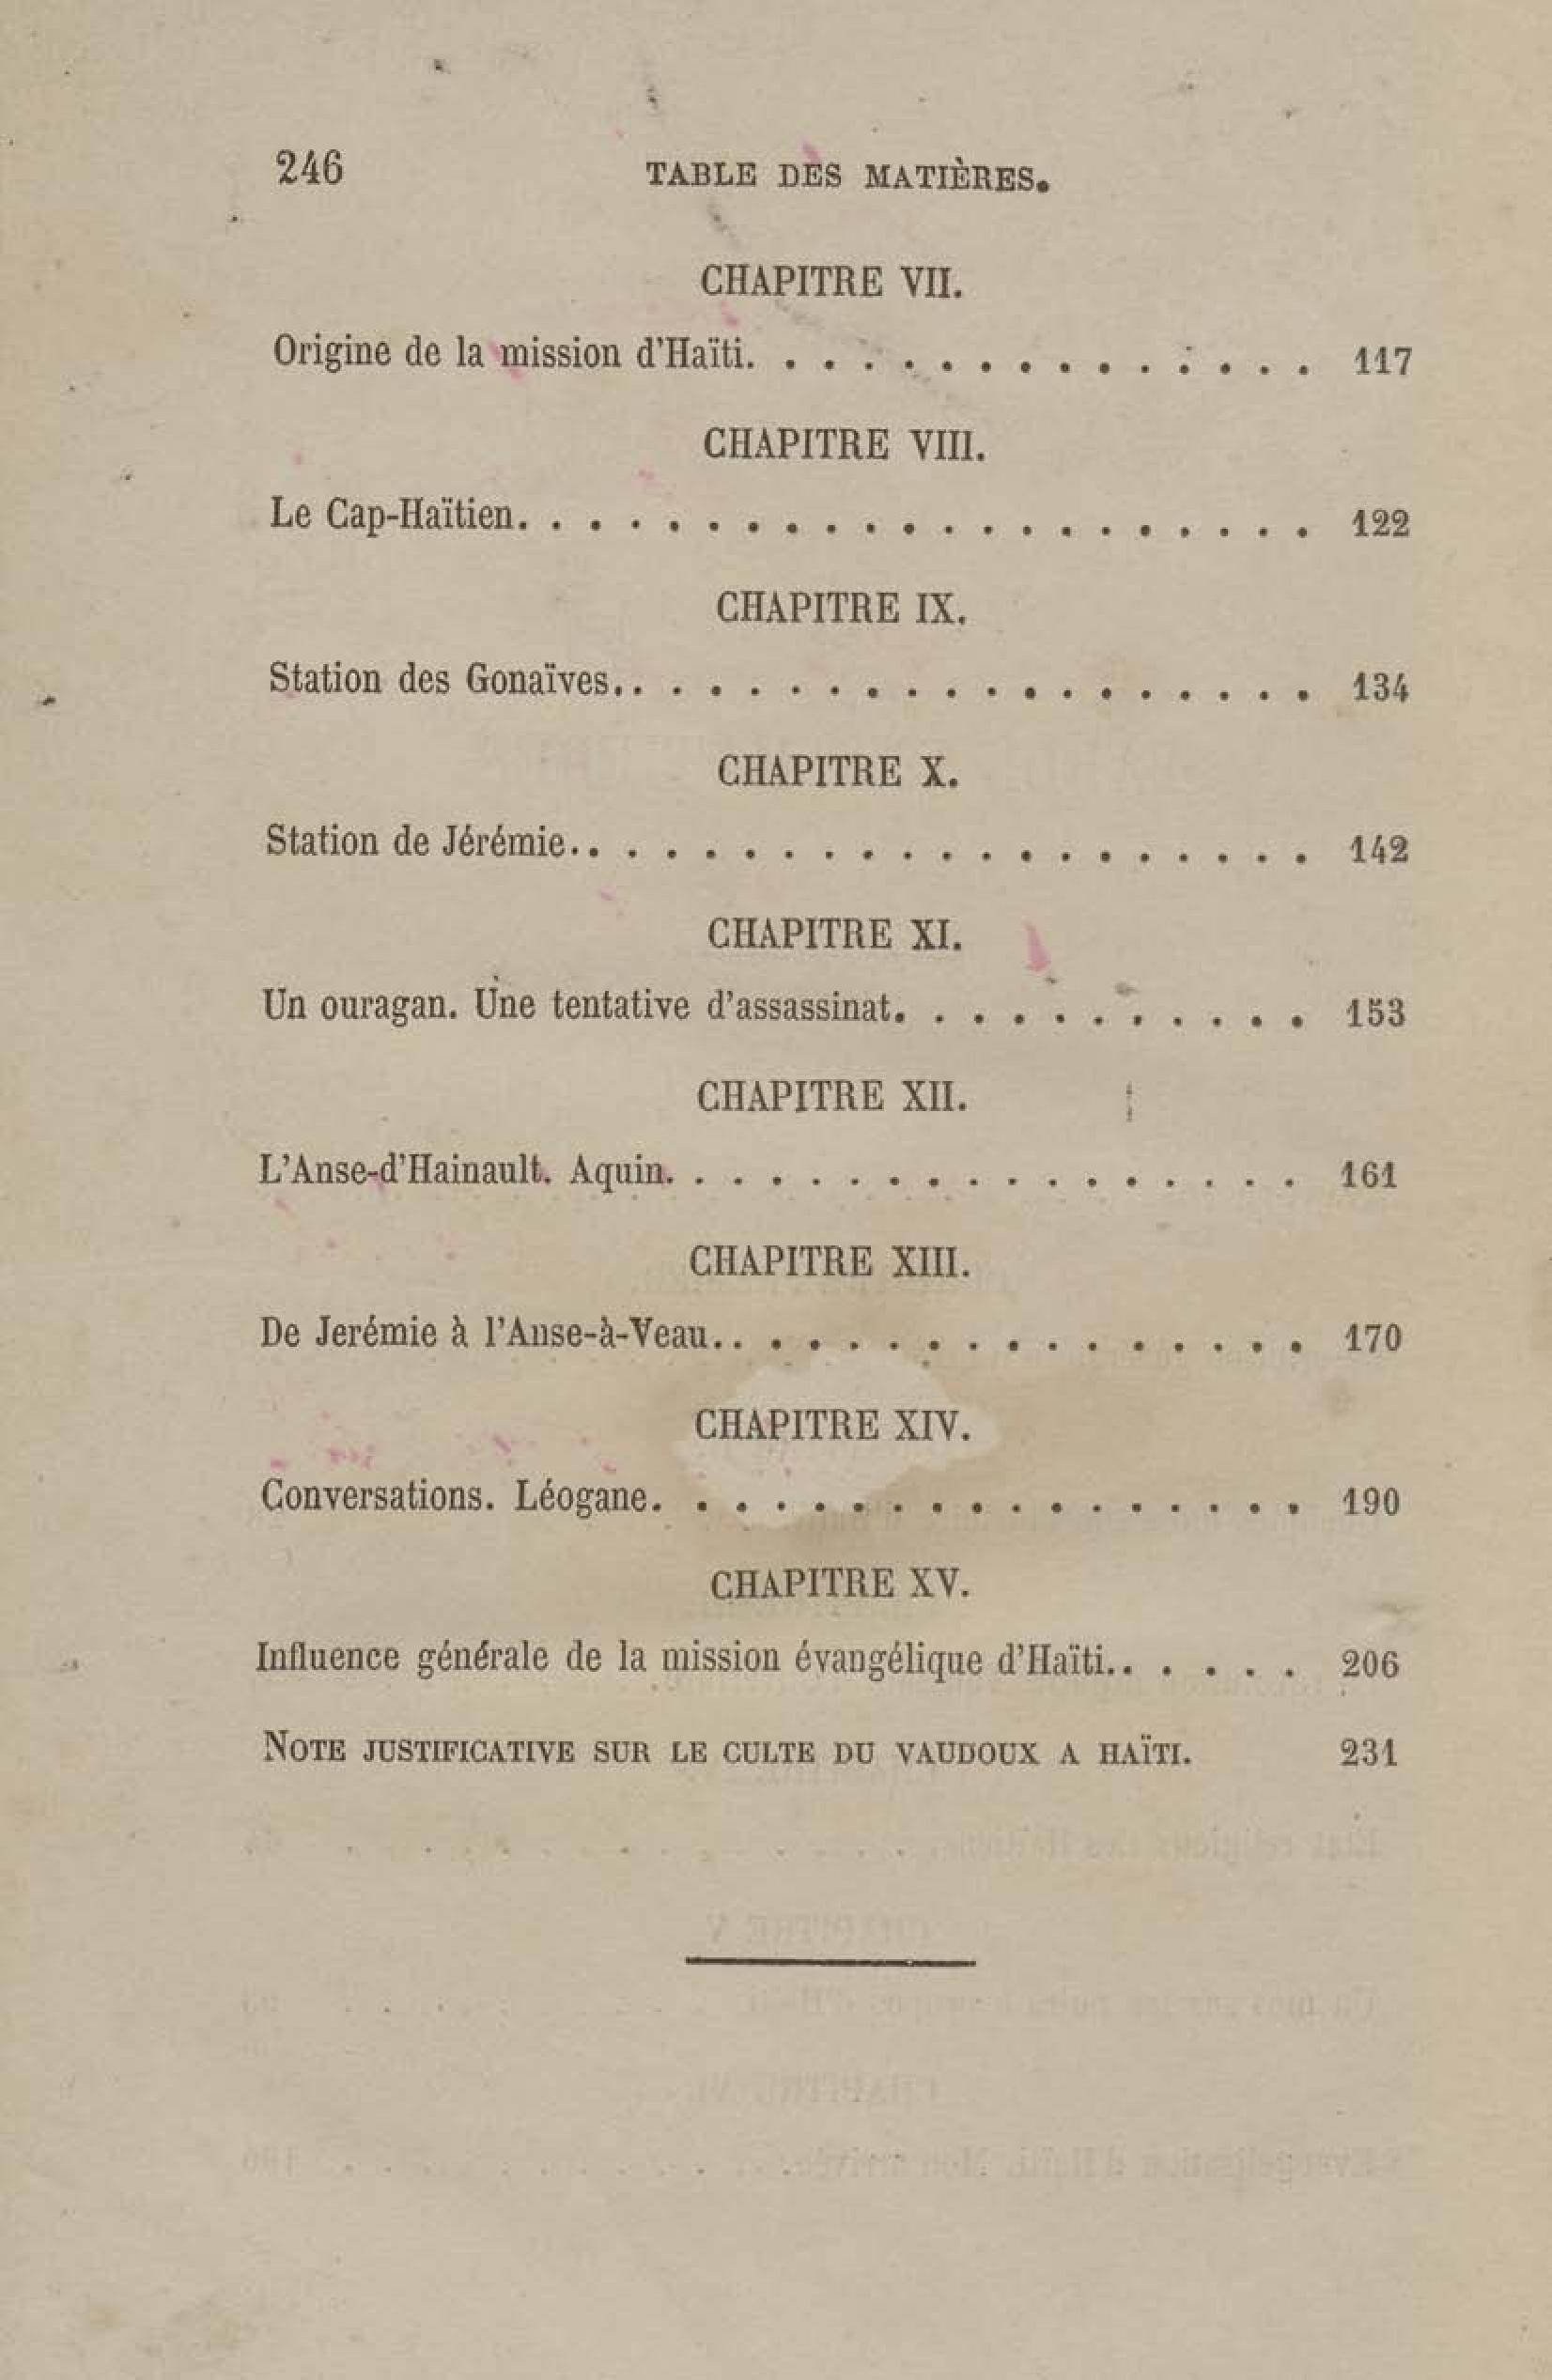 246 TABLE DES MATIÈRES.
CHAPITRE VII.
Origine de la mission d'Haïti. . . . . . . . . . . . . . . 117
CHAPITRE VIII.
Le Cap-Haïtien. . . . . . . . . . . . . . . . . . . . . 122
CHAPITRE IX.
Station des Gonaïves.. . . . . . . . . . . . . . . . . . 134
CHAPITRE X.
Station de Jérémie.. . . . . . . . . . . . . . . . . . . 142
CHAPITRE XI.
Un ouragan. Une tentative d'assassinat. . . . . . . . . . . 153
CHAPITRE XII.
L'Anse-d'Hainault. Aquin. . . . . . . . . . . . . . . . . 161
CHAPITRE XIII.
De Jerémie à l'Anse-à-Veau.. . . . . . . . . . . . . . . 170
CHAPITRE XIV.
Conversations. Léogane. . . . . . . . . . . . . . . . . 190
CHAPITRE XV.
Influence générale de la mission évangélique d'Haïti.. . . . . 206
NOTE JUSTIFICATIVE SUR LE CULTE DU VAUDOUX A HAÏTI. 231